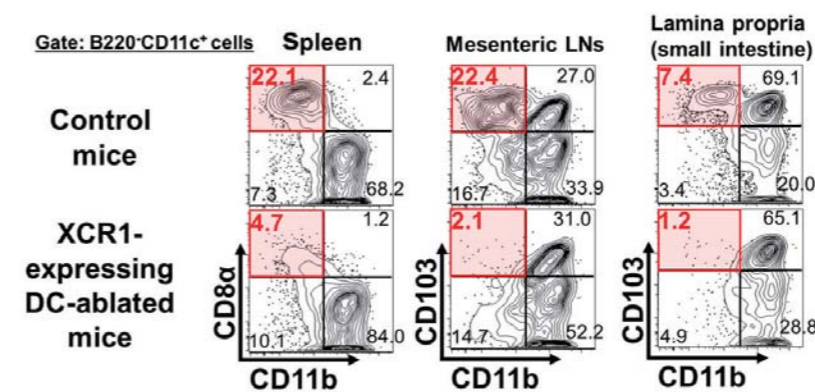 Gate: B220-CD11c+ cells
Spleen
Mesenteric LNs
Lamina propria
(small intestine)
Control
mice
22.1
2.4
7.3
68.2
22.4
27.0
16.7
33.9
7.4
69.1
3.4
20.0
XCR1-
expressing
DC-ablated
mice
4.7
1.2
10.1
84.0
2.1
31.0
14.7
52.2
1.2
65.1
4.9
28.8
CD8α
CD11b
CD103
CD11b
CD103
CD11b